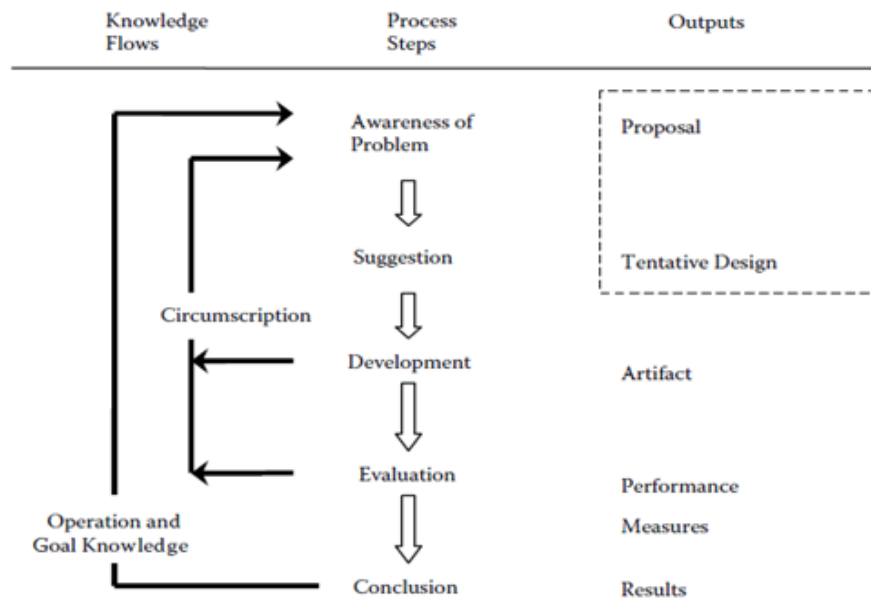 Knowledge
Flows
Process
Steps
Outputs
Awareness of
Problem
Proposal
Suggestion
Tentative Design
Circumscription
Development
Artifact
Evaluation
Performance
Measures
Operation and
Goal Knowledge
Conclusion
Results